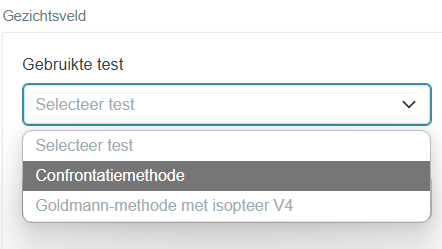 Gezichtsveld
Gebruikte test
Selecteer test
Selecteer test
Confrontatiemethode
Goldmann-methode met isopteer V4